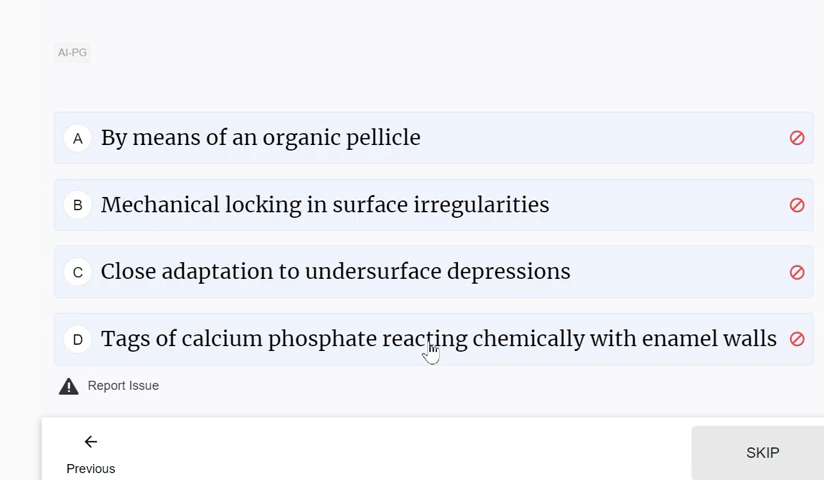 AI-PG
A By means of an organic pellicle
B Mechanical locking in surface irregularities
C Close adaptation to undersurface depressions
D Tags of calcium phosphate reacting chemically with enamel walls
Report Issue
Previous
SKIP